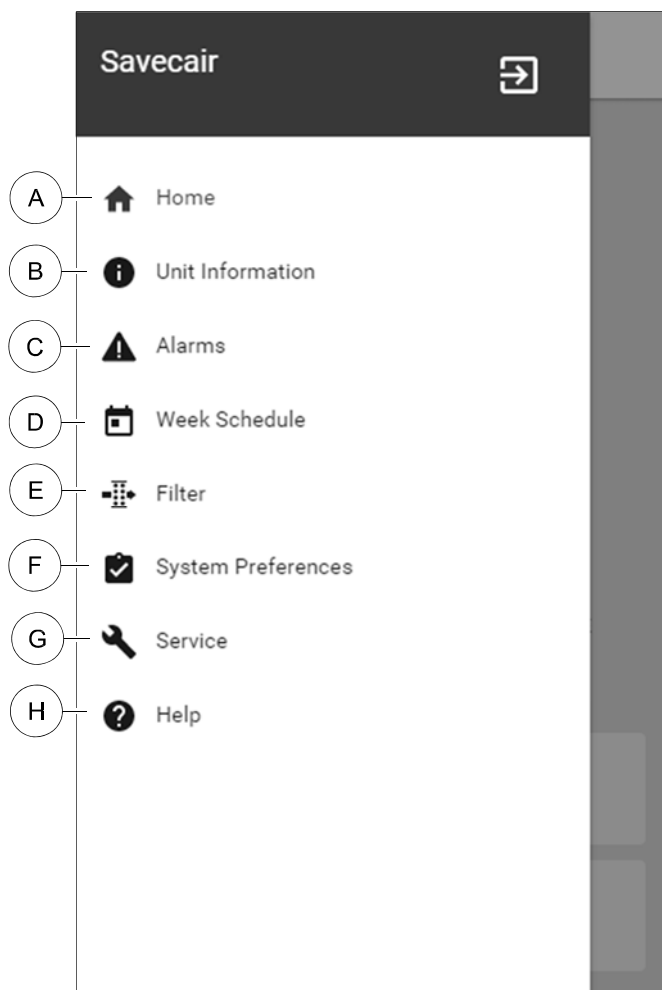 Savecair
A Home
B Unit Information
C Alarms
D Week Schedule
E Filter
F System Preferences
G Service
H Help